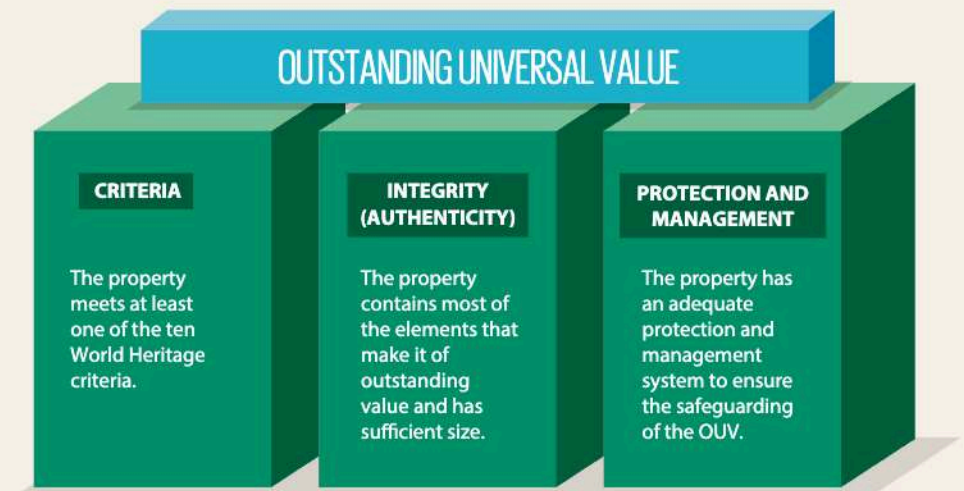 OUTSTANDING UNIVERSAL VALUE
CRITERIA
The property
meets at least
one of the ten
World Heritage
criteria.
INTEGRITY
(AUTHENTICITY)
The property
contains most of
the elements that
make it of
outstanding
value and has
sufficient size.
PROTECTION AND
MANAGEMENT
The property has
an adequate
protection and
management
system to ensure
the safeguarding
of the OUV.